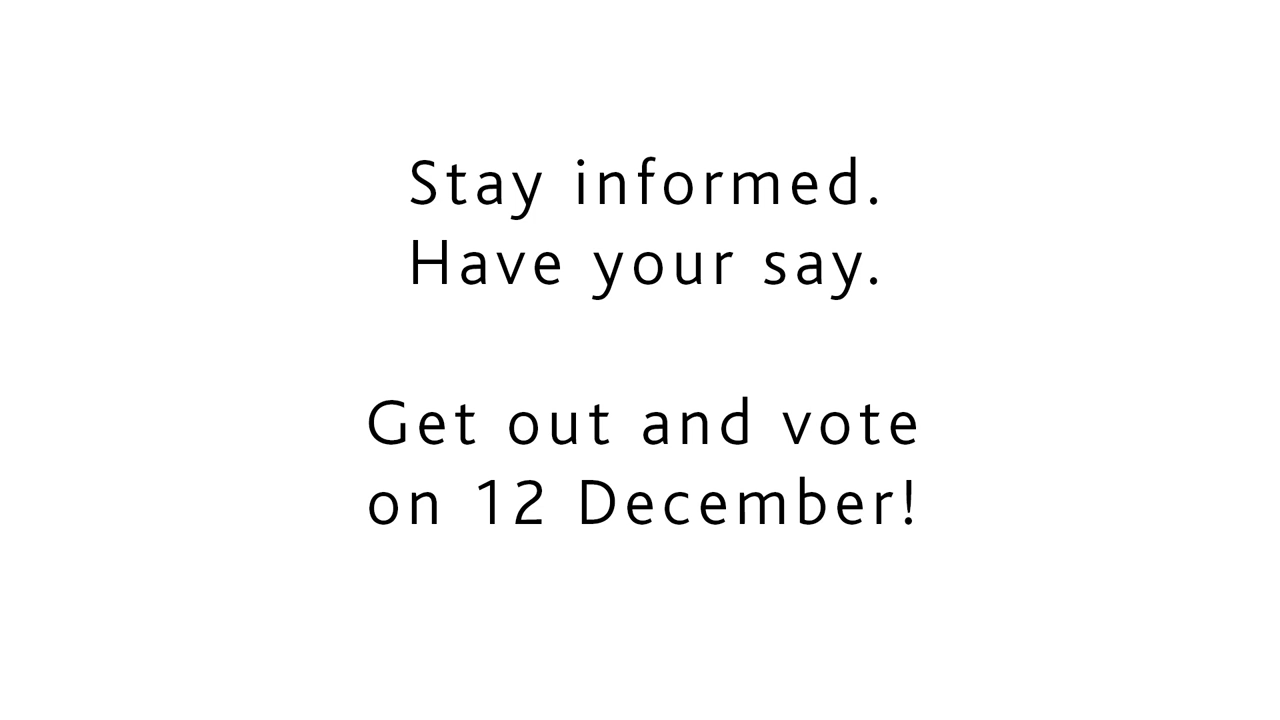 Stay informed.
Have your say.
Get out and vote
on 12 December!